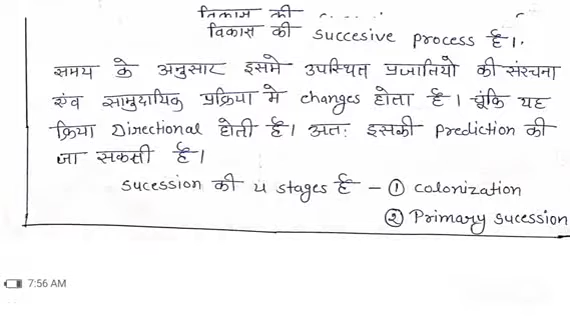 विकास की
विकास की succesive process है।.
समय के अनुसार इसमे उपस्थित प्रजातियो की संरचना
एंव सामुदायिक प्रक्रिया मे changes होता है। चूंकि यह
क्रिया Directional होती है। अतः इसकी Prediction की
जा सकती है।
sucession की 4 stages है - ① colonization
② Primary sucession
7:56 AM